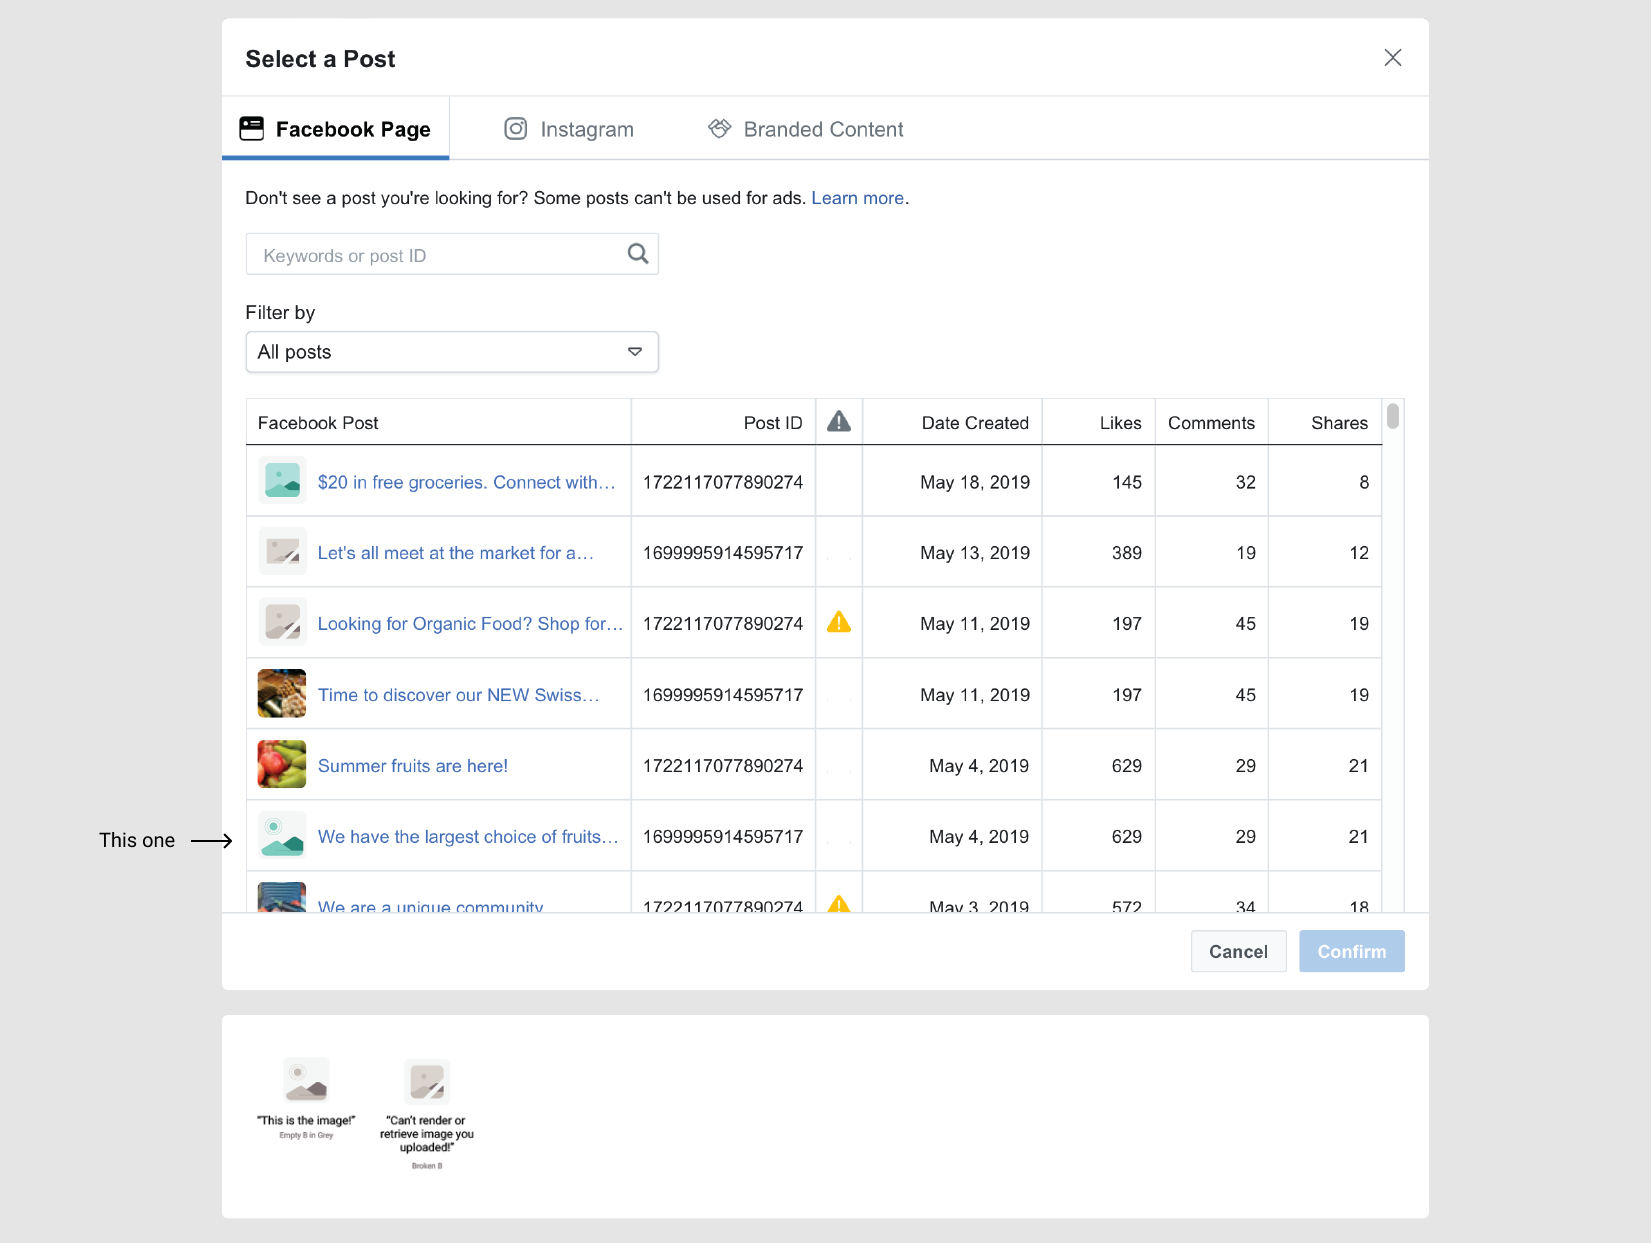 Select a Post
Facebook Page
Instagram
Branded Content
Don't see a post you're looking for? Some posts can't be used for ads. Learn more.
Keywords or post ID
Filter by
All posts
Facebook Post Post ID Date Created Likes Comments Shares
$20 in free groceries. Connect with... 1722117077890274 May 18, 2019 145 32 8
Let's all meet at the market for a... 1699995914595717 May 13, 2019 389 19 12
Looking for Organic Food? Shop for... 1722117077890274 May 11, 2019 197 45 19
Time to discover our NEW Swiss... 1699995914595717 May 11, 2019 197 45 19
Summer fruits are here! 1722117077890274 May 4, 2019 629 29 21
This one
We have the largest choice of fruits... 1699995914595717 May 4, 2019 629 29 21
We are a unique community 1722117077890274 May 3, 2019 572 34 18
Cancel
Confirm
"This is the image!"
Empty B in Grey
"Can't render or
retrieve image you
uploaded!"
Broken B